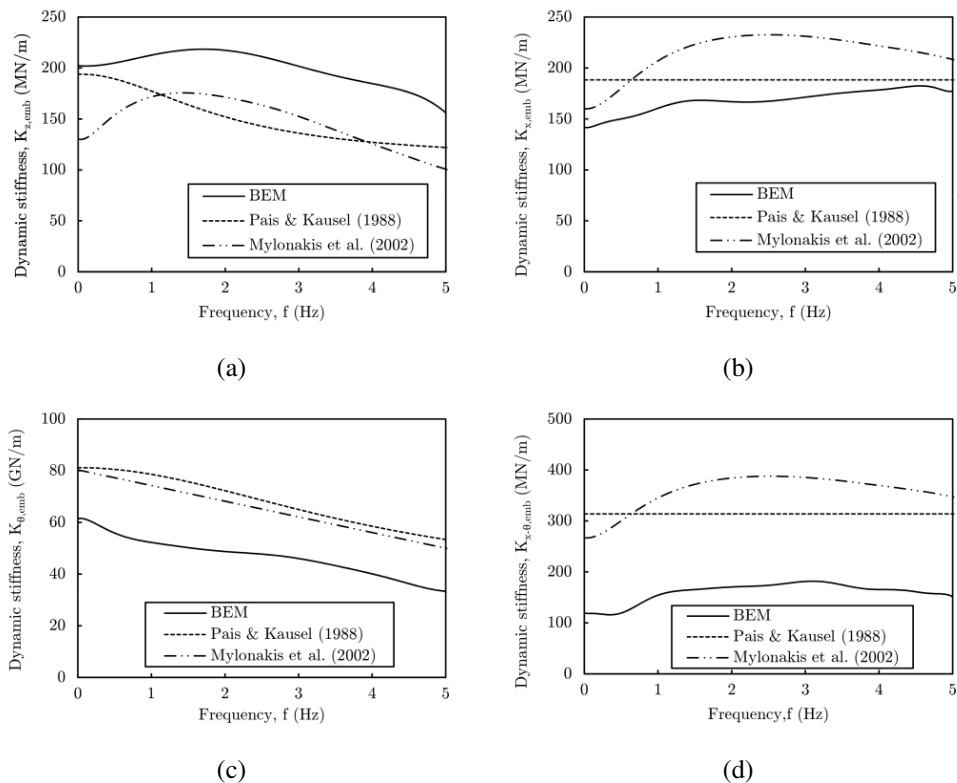 250
200
150
100
50
0
Dynamic stiffness, K_z,emb (MN/m)
BEM
Pais & Kausel (1988)
Mylonakis et al. (2002)
0 1 2 3 4 5
Frequency, f (Hz)
(a)
250
200
150
100
50
0
Dynamic stiffness, K_x,emb (MN/m)
BEM
Pais & Kausel (1988)
Mylonakis et al. (2002)
0 1 2 3 4 5
Frequency, f (Hz)
(b)
100
80
60
40
20
0
Dynamic stiffness, K_θ,emb (GN/m)
BEM
Pais & Kausel (1988)
Mylonakis et al. (2002)
0 1 2 3 4 5
Frequency, f (Hz)
(c)
500
400
300
200
100
0
Dynamic stiffness, K_x-θ,emb (MN/m)
BEM
Pais & Kausel (1988)
Mylonakis et al. (2002)
0 1 2 3 4 5
Frequency,f (Hz)
(d)